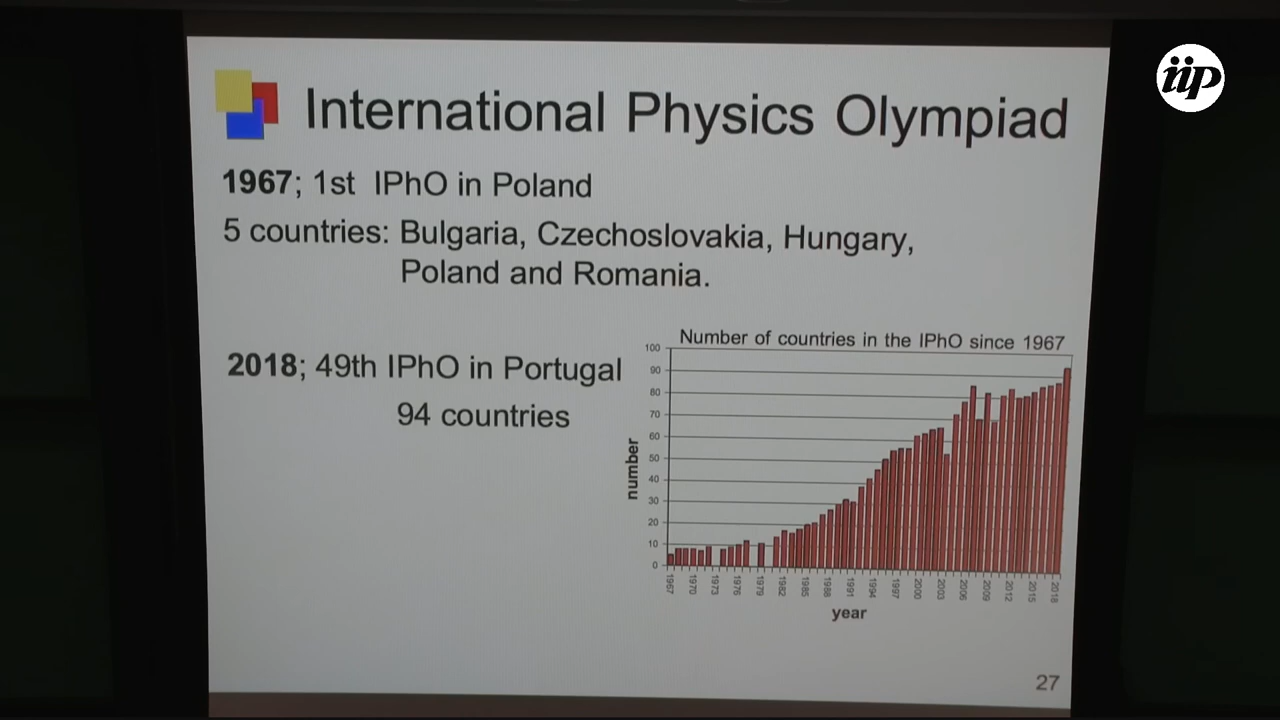 iip
International Physics Olympiad
1967; 1st IPhO in Poland
5 countries: Bulgaria, Czechoslovakia, Hungary,
Poland and Romania.
2018; 49th IPhO in Portugal
94 countries
Number of countries in the IPhO since 1967
100
90
80
70
60
50
40
30
20
10
0
number
1967 1970 1973 1976 1979 1982 1985 1988 1991 1994 1997 2000 2003 2006 2009 2012 2015 2018
year
27